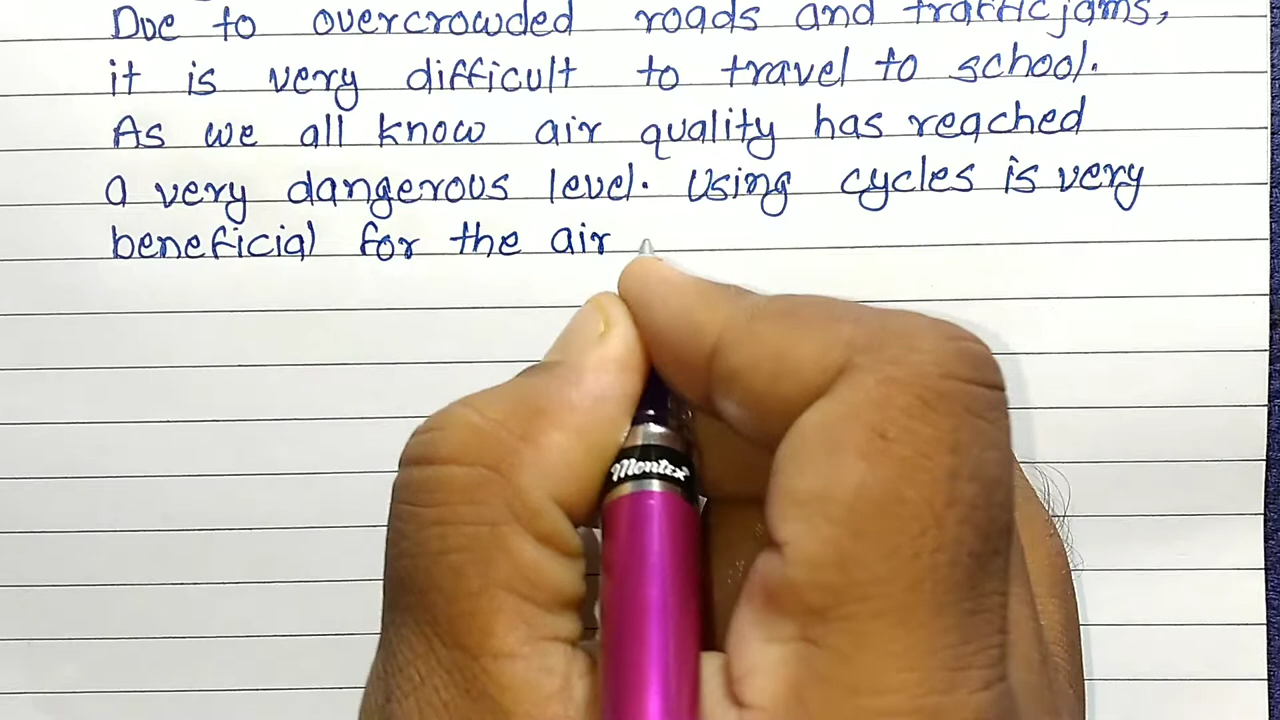 Due to overcrowded roads and traffic jams,
it is very difficult to travel to school.
As we all know air quality has reached
a very dangerous level. Using cycles is very
beneficial for the air
Montex